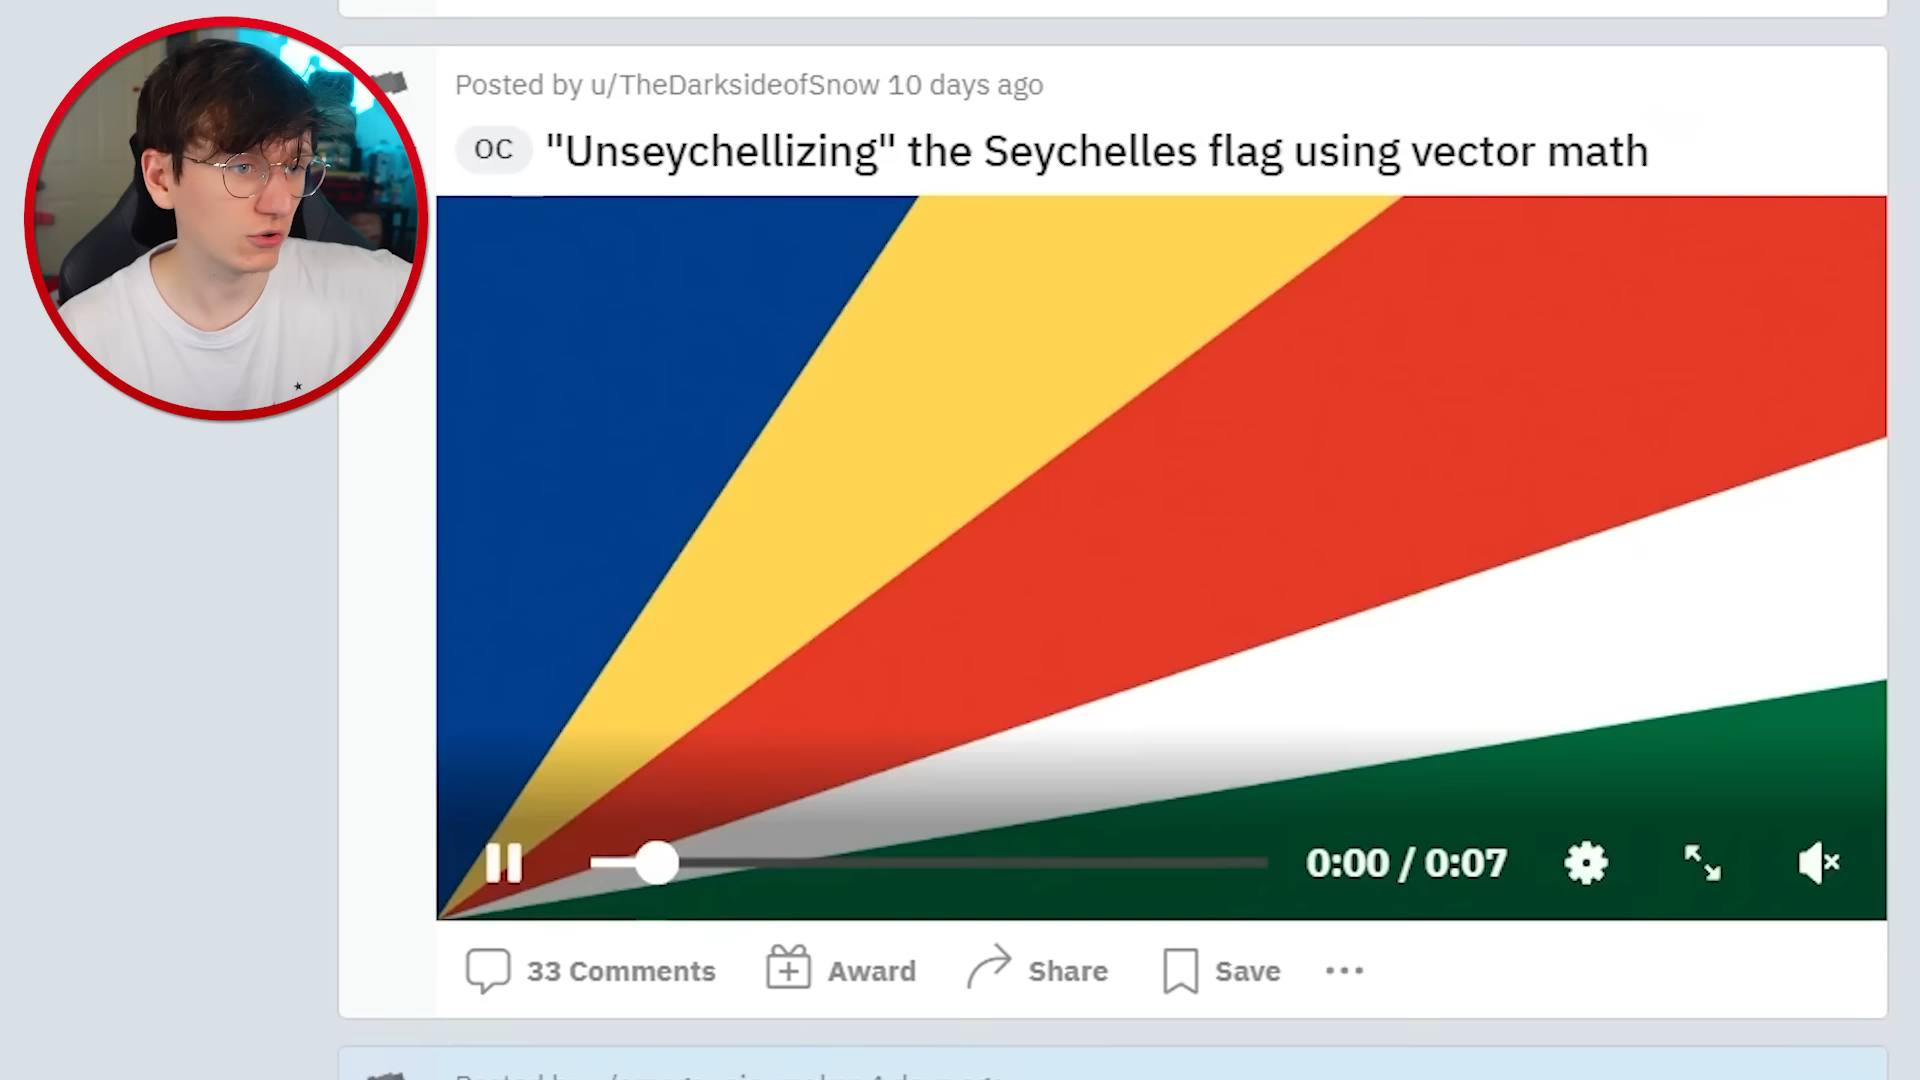 Posted by u/TheDarksideofSnow 10 days ago
OC "Unseychellizing" the Seychelles flag using vector math
0:00 / 0:07
33 Comments Award Share Save